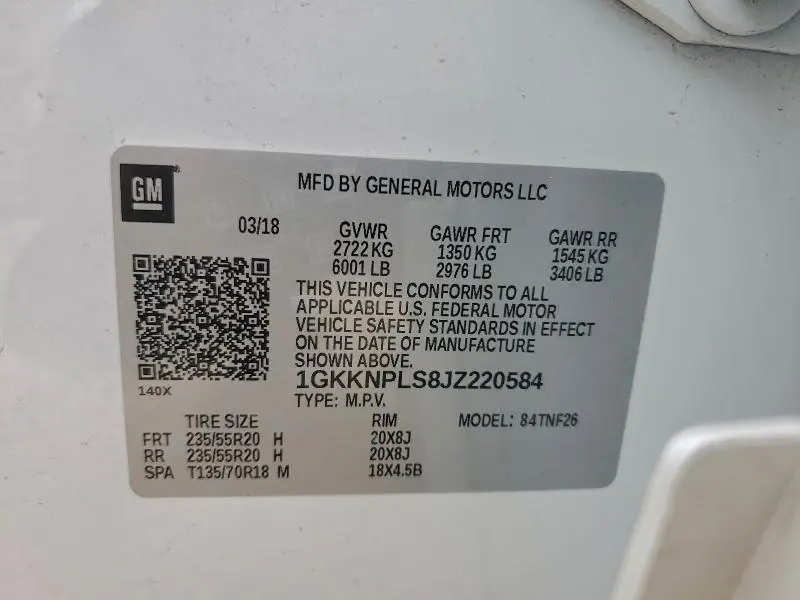 GM
MFD BY GENERAL MOTORS LLC
03/18 GVWR GAWR FRT GAWR RR
2722 KG 1350 KG 1545 KG
6001 LB 2976 LB 3406 LB
THIS VEHICLE CONFORMS TO ALL
APPLICABLE U.S. FEDERAL MOTOR
VEHICLE SAFETY STANDARDS IN EFFECT
ON THE DATE OF MANUFACTURE
SHOWN ABOVE.
1GKKNPLS8JZ220584
140X
TYPE: M.P.V.
TIRE SIZE RIM MODEL: 84TNF26
FRT 235/55R20 H 20X8J
RR 235/55R20 H 20X8J
SPA T135/70R18 M 18X4.5B